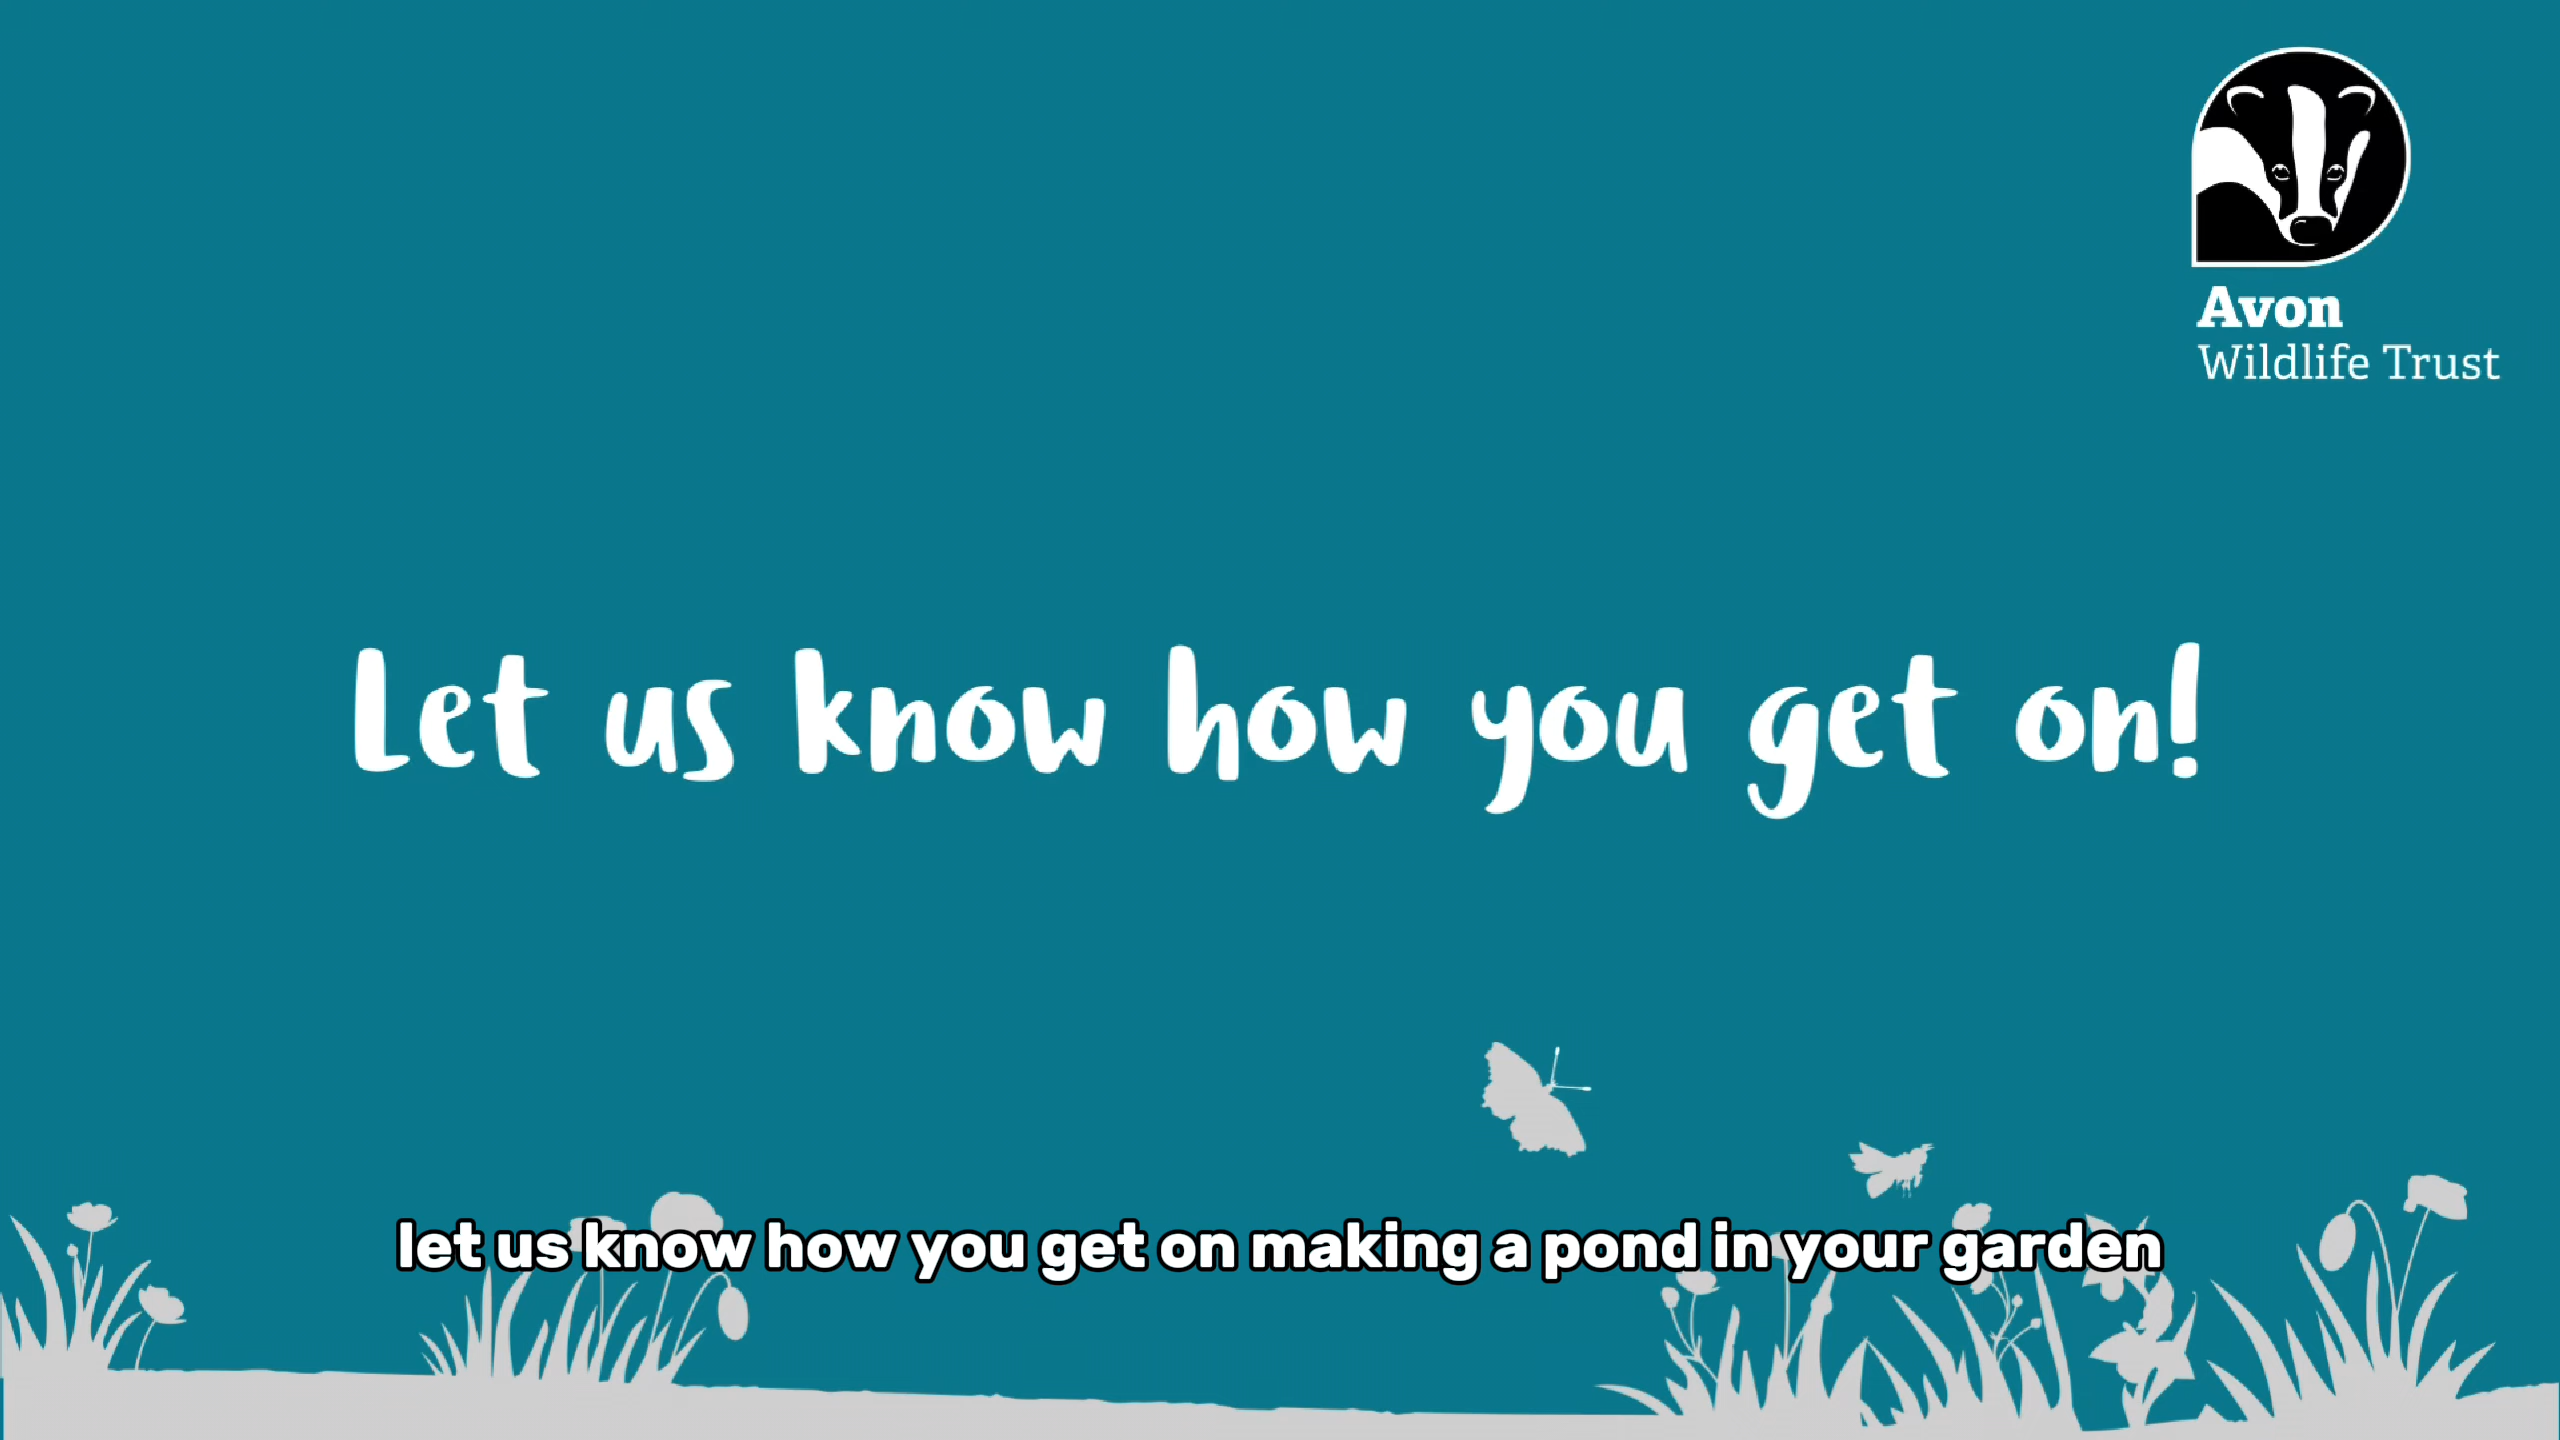 Avon
Wildlife Trust
Let us know how you get on!
let us know how you get on making a pond in your garden